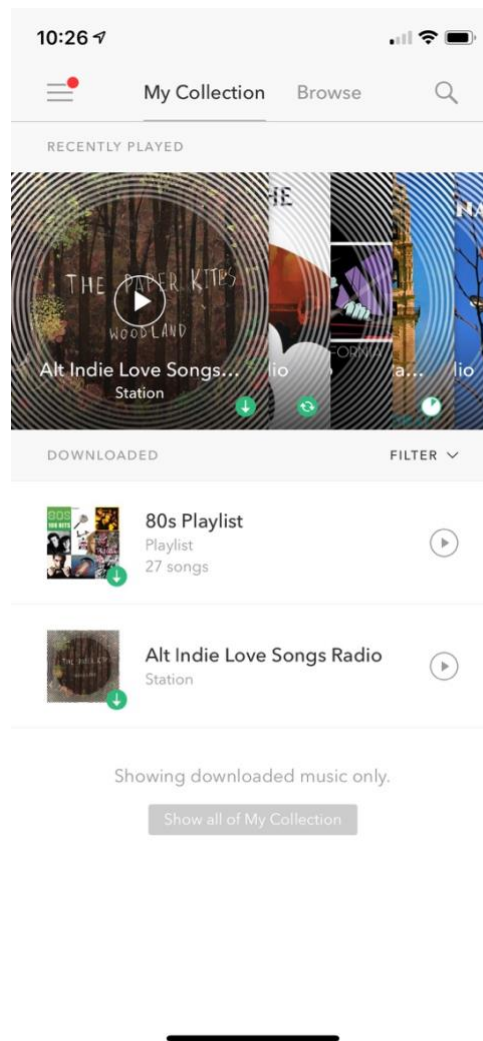 10:26
My Collection Browse
RECENTLY PLAYED
THE PAPER KITES
WOODLAND
Alt Indie Love Songs...
Station
DOWNLOADED FILTER
80s Playlist
Playlist
27 songs
Alt Indie Love Songs Radio
Station
Showing downloaded music only.
Show all of My Collection